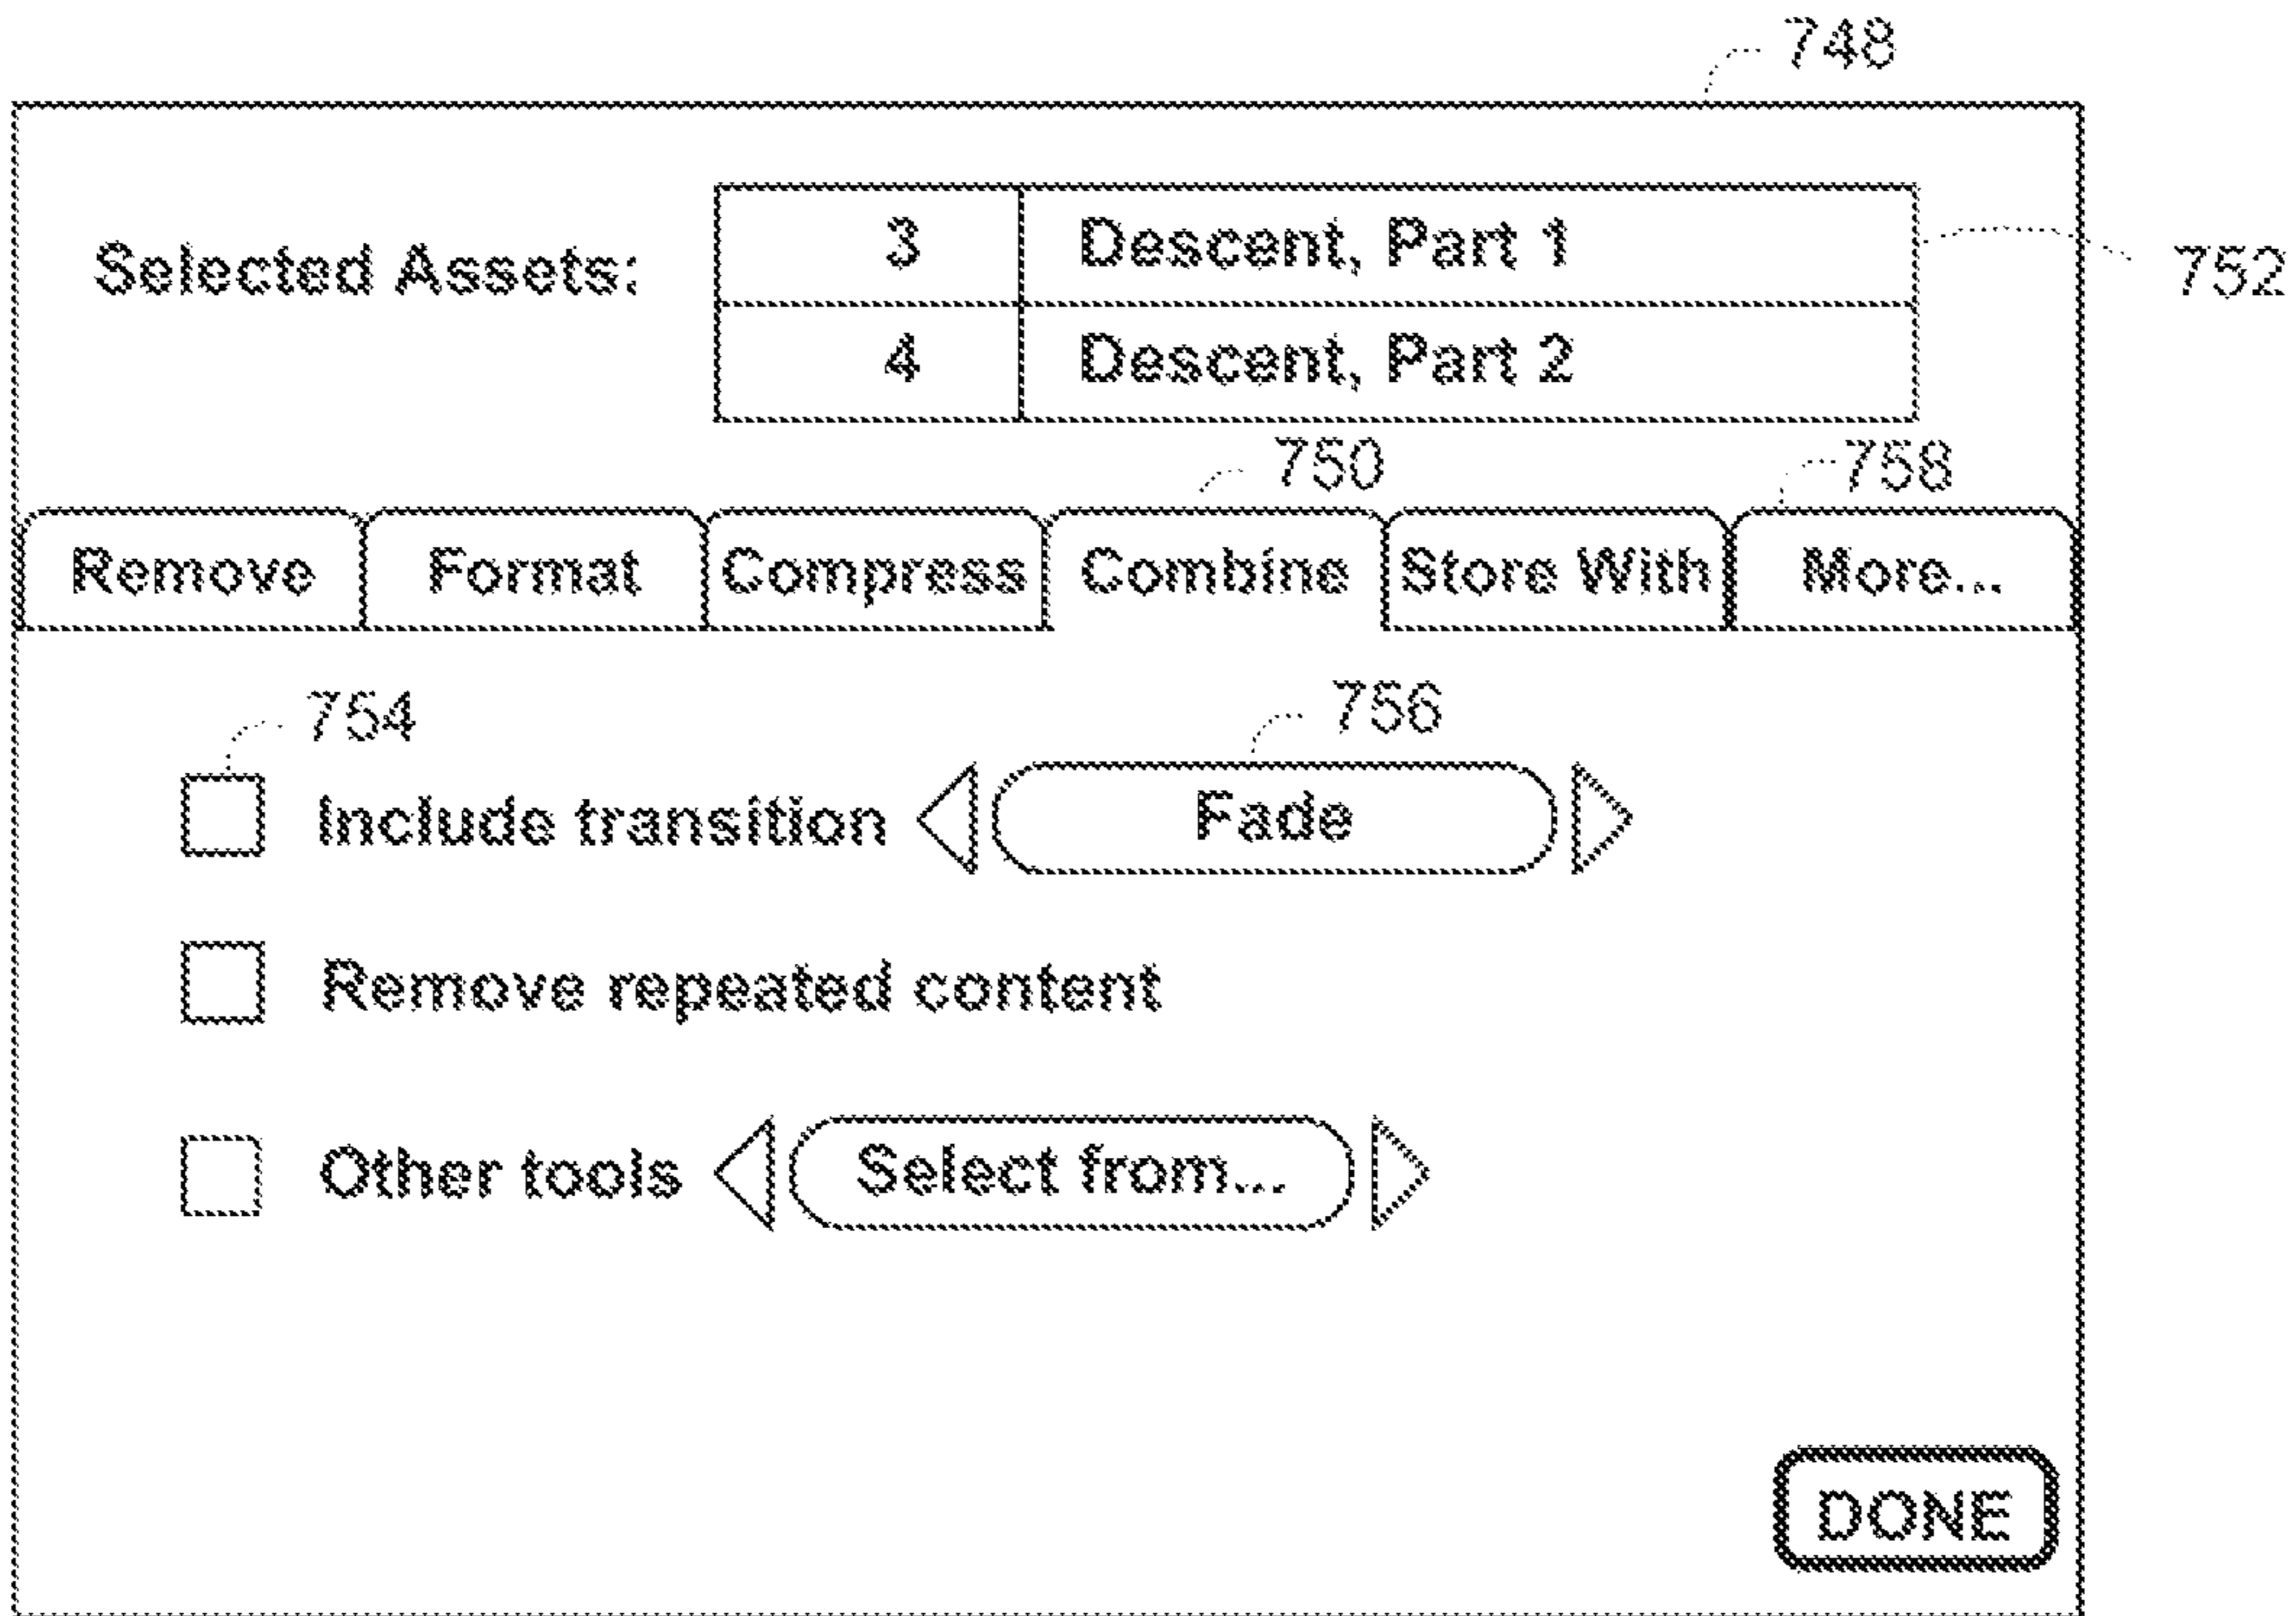 748
Selected Assets:
3 Descent, Part 1
752
4 Descent, Part 2
750
758
Remove Format Compress Combine Store With More...
754
756
Include transition Fade
Remove repeated content
Other tools Select from...
DONE